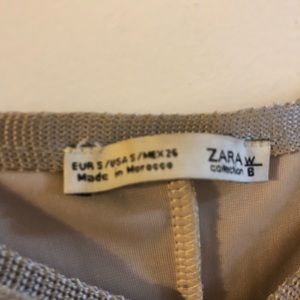 EUR S / USA S / MEX 26
Made in Morocco
ZARA W/B
collection